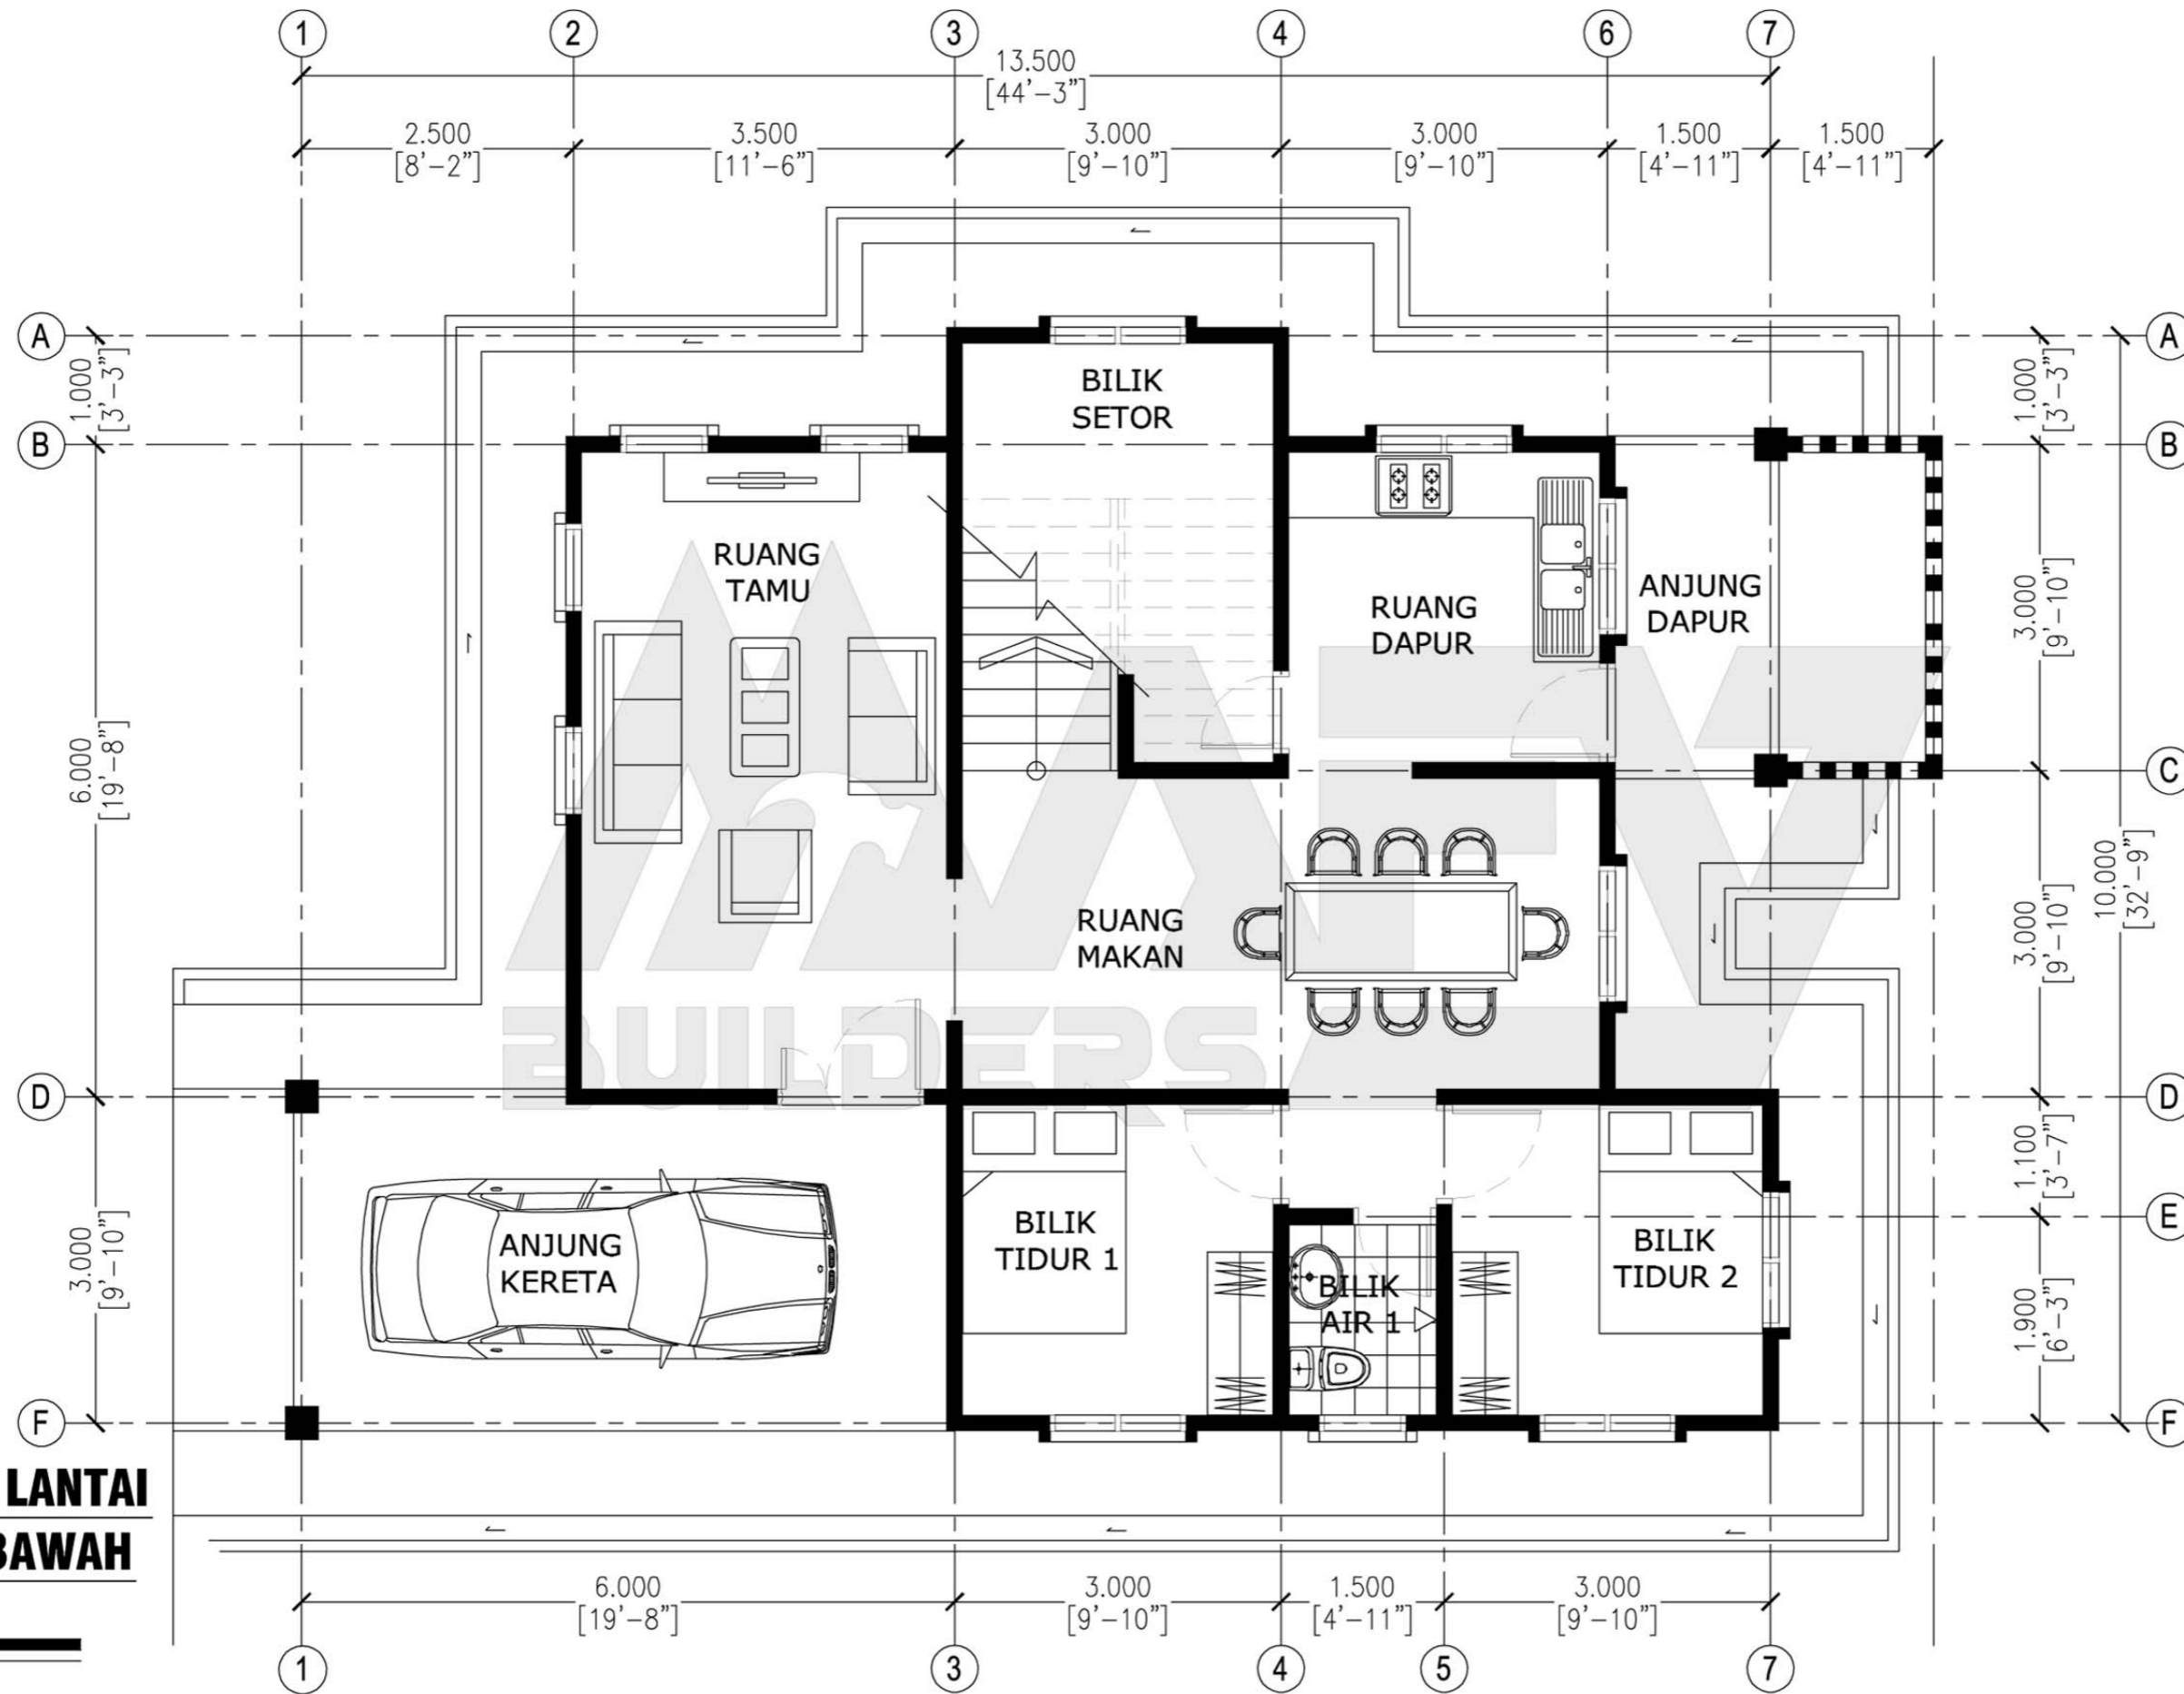 1 2 3 4 6 7
13.500
[44'-3"]
2.500 3.500 3.000 3.000 1.500 1.500
[8'-2"] [11'-6"] [9'-10"] [9'-10"] [4'-11"] [4'-11"]
A A
1.000
[3'-3"]
1.000
[3'-3"]
B B
BILIK
SETOR
RUANG
TAMU
RUANG
DAPUR
ANJUNG
DAPUR
3.000
[9'-10"]
6.000
[19'-8"]
C
10.000
[32'-9"]
3.000
[9'-10"]
RUANG
MAKAN
BUILDERS
D D
1.100
[3'-7"]
3.000
[9'-10"]
ANJUNG
KERETA
BILIK
TIDUR 1
BILIK
AIR 1
BILIK
TIDUR 2
E
1.900
[6'-3"]
F F
LANTAI
BAWAH
6.000 3.000 1.500 3.000
[19'-8"] [9'-10"] [4'-11"] [9'-10"]
1 3 4 5 7